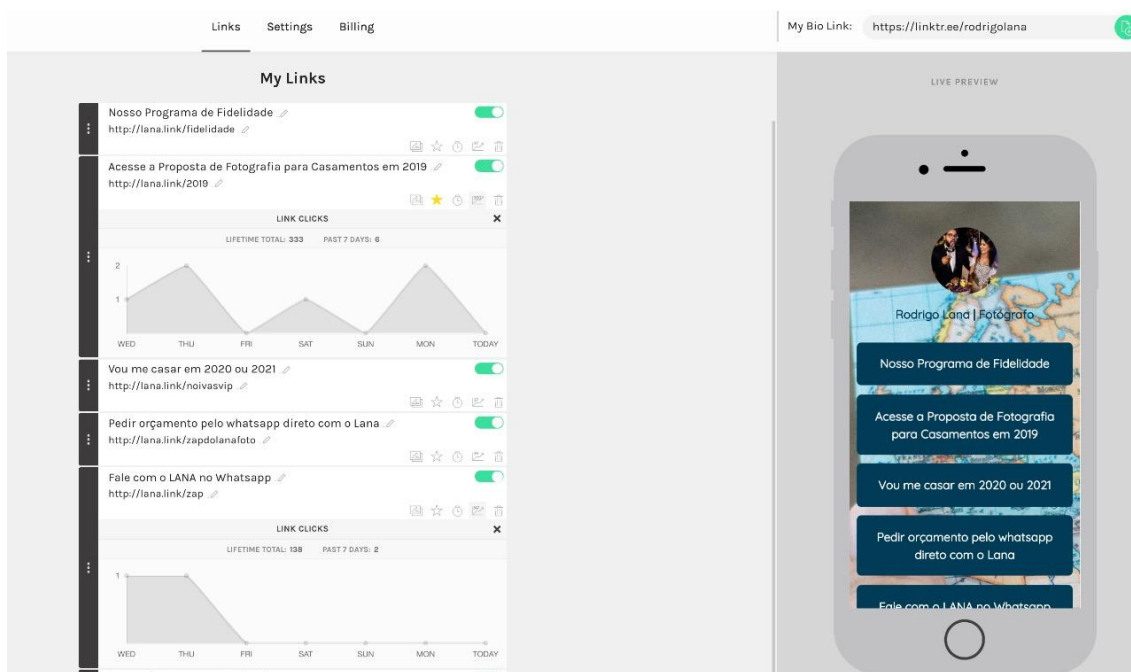 Links Settings Billing
My Bio Link: https://linktr.ee/rodrigolana
My Links
Nosso Programa de Fidelidade
http://lana.link/fidelidade
Acesse a Proposta de Fotografia para Casamentos em 2019
http://lana.link/2019
LINK CLICKS
LIFETIME TOTAL: 333 PAST 7 DAYS: 6
2
1
WED THU FRI SAT SUN MON TODAY
Vou me casar em 2020 ou 2021
http://lana.link/noivasvip
Pedir orçamento pelo whatsapp direto com o Lana
http://lana.link/zapdolanafoto
Fale com o LANA no Whatsapp
http://lana.link/zap
LINK CLICKS
LIFETIME TOTAL: 138 PAST 7 DAYS: 2
1
WED THU FRI SAT SUN MON TODAY
LIVE PREVIEW
Rodrigo Lana | Fotógrafo
Nosso Programa de Fidelidade
Acesse a Proposta de Fotografia
para Casamentos em 2019
Vou me casar em 2020 ou 2021
Pedir orçamento pelo whatsapp
direto com o Lana
Fale com o LANA no Whatsapp